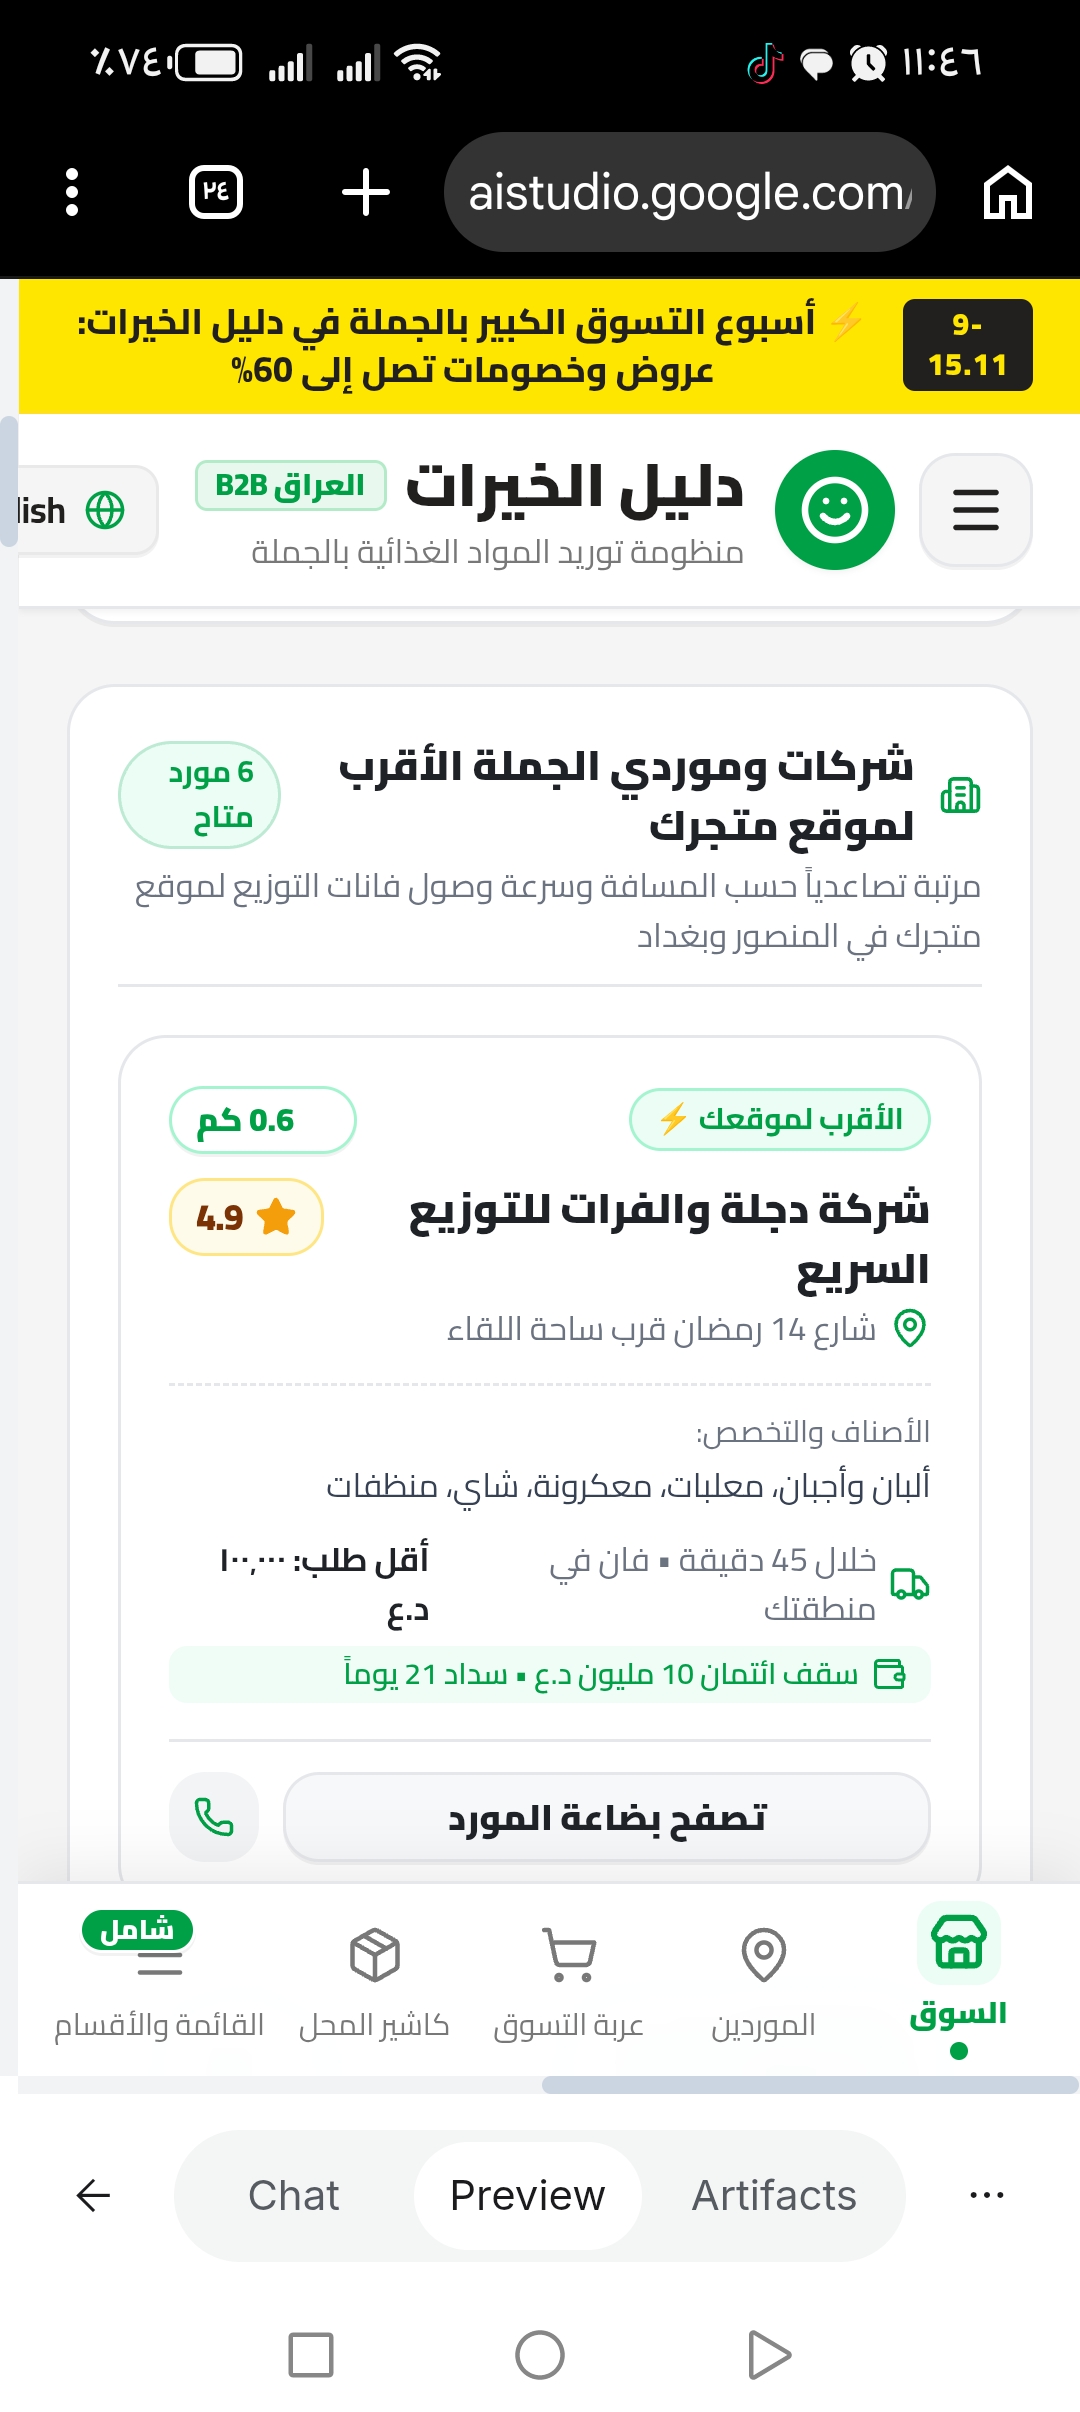 ٪٧٤
١١:٤٦
٢٤
aistudio.google.com/
9-
15.11
⚡ أسبوع التسوق الكبير بالجملة في دليل الخيرات:
عروض وخصومات تصل إلى 60%
دليل الخيرات
العراق B2B
lish
منظومة توريد المواد الغذائية بالجملة
شركات وموردي الجملة الأقرب
لموقع متجرك
6 مورد
متاح
مرتبة تصاعدياً حسب المسافة وسرعة وصول فانات التوزيع لموقع
متجرك في المنصور وبغداد
الأقرب لموقعك ⚡
0.6 كم
شركة دجلة والفرات للتوزيع
السريع
4.9
شارع 14 رمضان قرب ساحة اللقاء
الأصناف والتخصص:
ألبان وأجبان، معلبات، معكرونة، شاي، منظفات
خلال 45 دقيقة ▪ فان في
منطقتك
أقل طلب: ١٠٠,٠٠٠
د.ع
سقف ائتمان 10 مليون د.ع ▪ سداد 21 يوماً
تصفح بضاعة المورد
السوق
الموردين
عربة التسوق
كاشير المحل
شامل
القائمة والأقسام
Chat
Preview
Artifacts